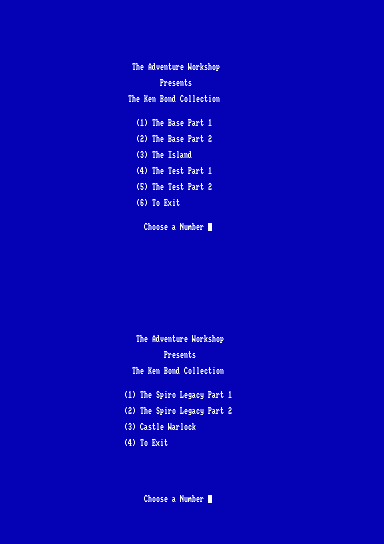 The Adventure Workshop
Presents
The Ken Bond Collection
(1) The Base Part 1
(2) The Base Part 2
(3) The Island
(4) The Test Part 1
(5) The Test Part 2
(6) To Exit
Choose a Number
The Adventure Workshop
Presents
The Ken Bond Collection
(1) The Spiro Legacy Part 1
(2) The Spiro Legacy Part 2
(3) Castle Warlock
(4) To Exit
Choose a Number